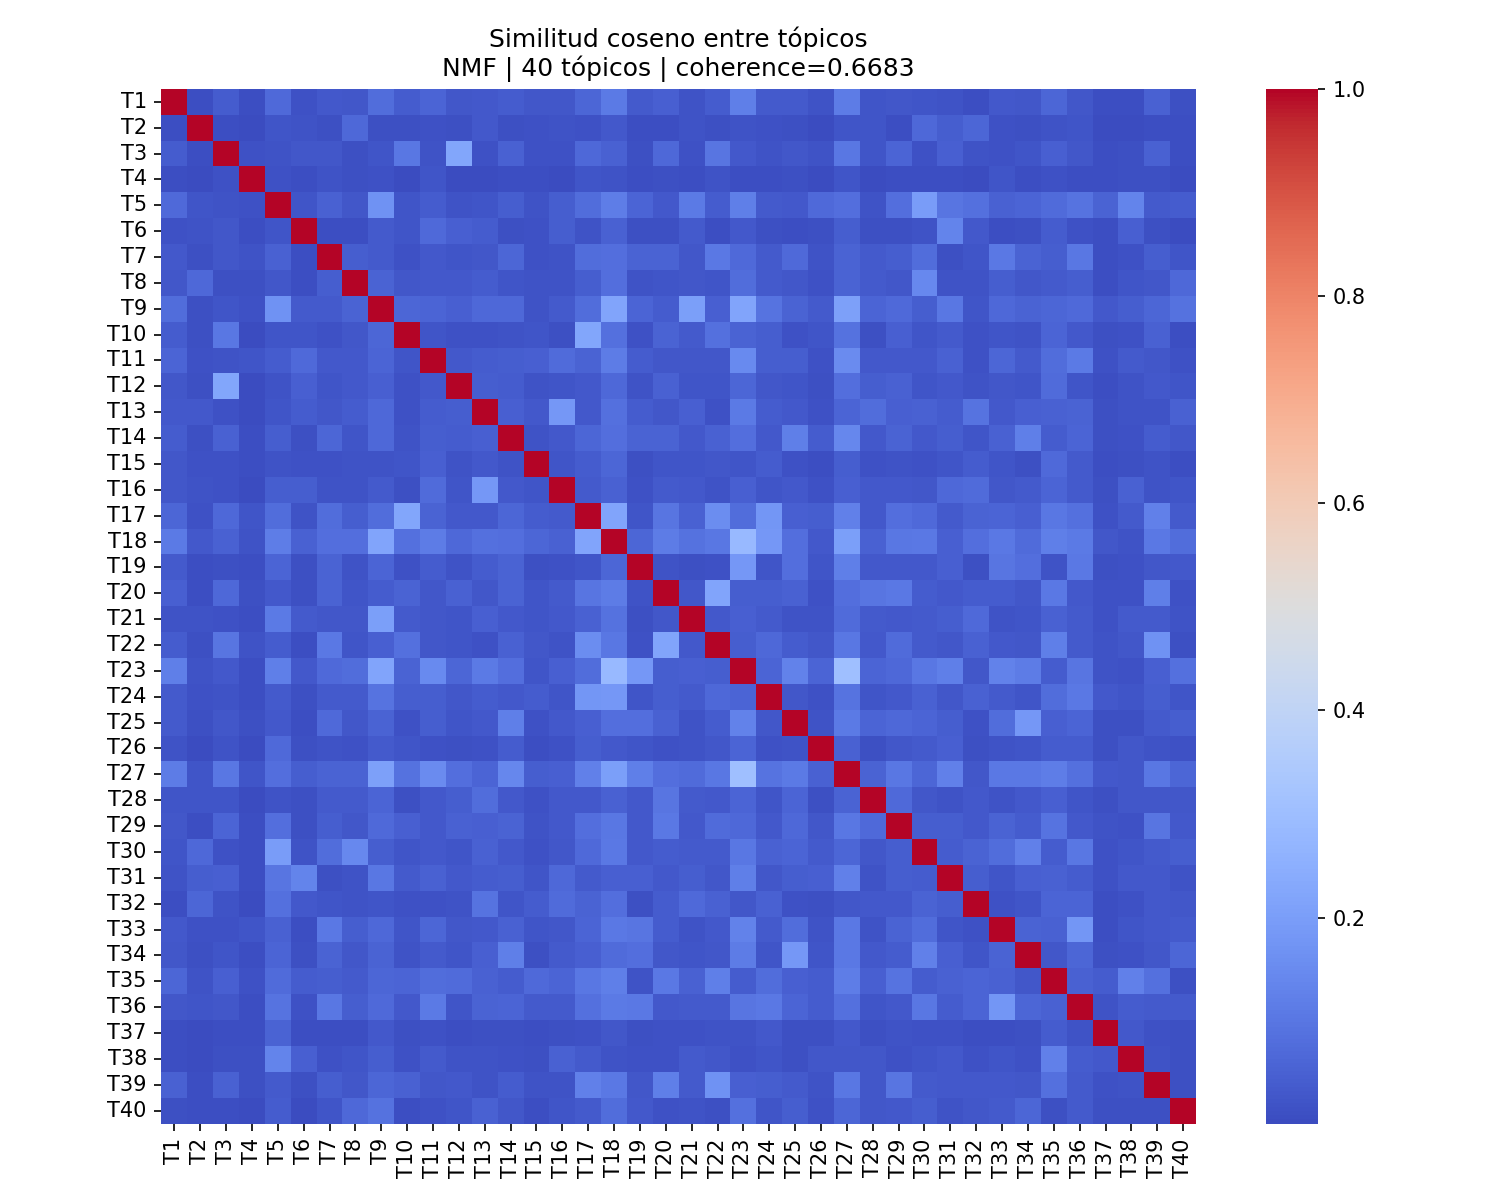 Similitud coseno entre tópicos
NMF | 40 tópicos | coherence=0.6683
T1
T2
T3
T4
T5
T6
T7
T8
T9
T10
T11
T12
T13
T14
T15
T16
T17
T18
T19
T20
T21
T22
T23
T24
T25
T26
T27
T28
T29
T30
T31
T32
T33
T34
T35
T36
T37
T38
T39
T40
T1 T2 T3 T4 T5 T6 T7 T8 T9 T10 T11 T12 T13 T14 T15 T16 T17 T18 T19 T20 T21 T22 T23 T24 T25 T26 T27 T28 T29 T30 T31 T32 T33 T34 T35 T36 T37 T38 T39 T40
1.0
0.8
0.6
0.4
0.2